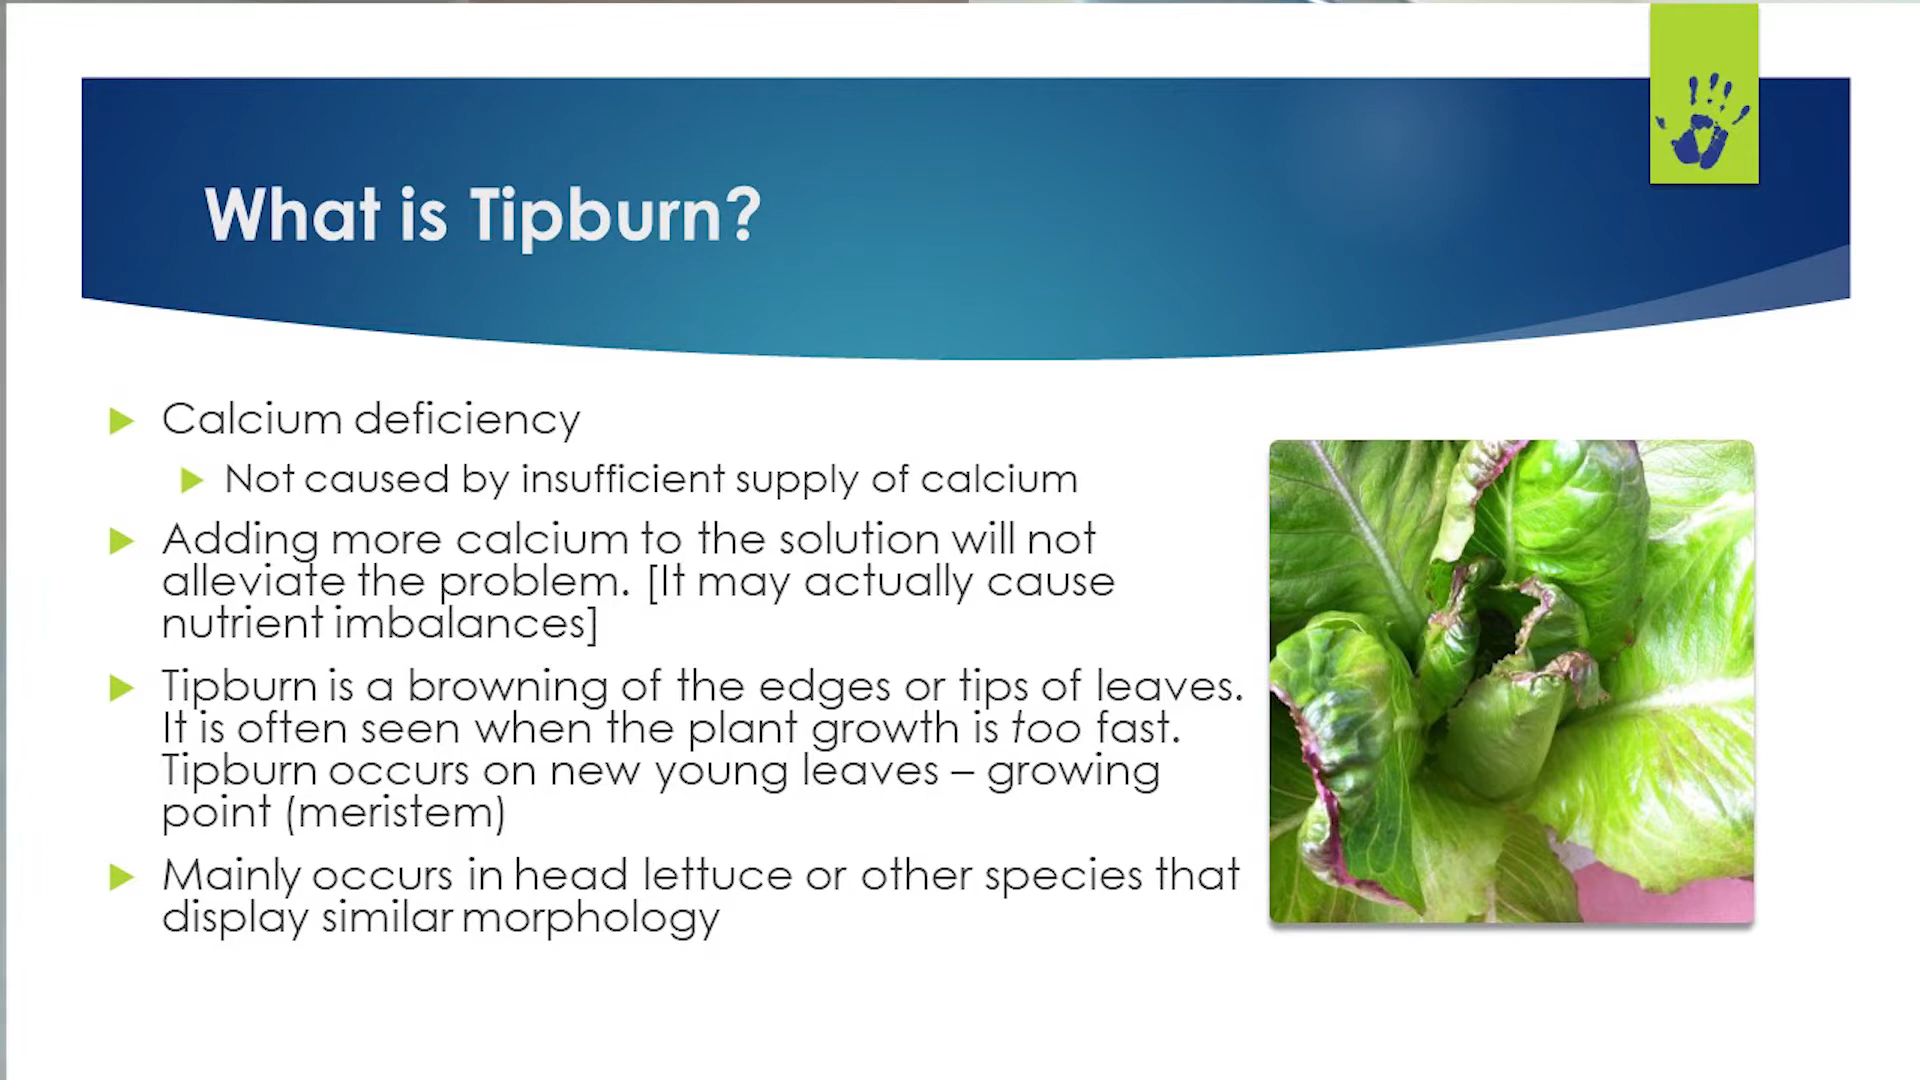 What is Tipburn?
Calcium deficiency
Not caused by insufficient supply of calcium
Adding more calcium to the solution will not
alleviate the problem. [It may actually cause
nutrient imbalances]
Tipburn is a browning of the edges or tips of leaves.
It is often seen when the plant growth is too fast.
Tipburn occurs on new young leaves – growing
point (meristem)
Mainly occurs in head lettuce or other species that
display similar morphology